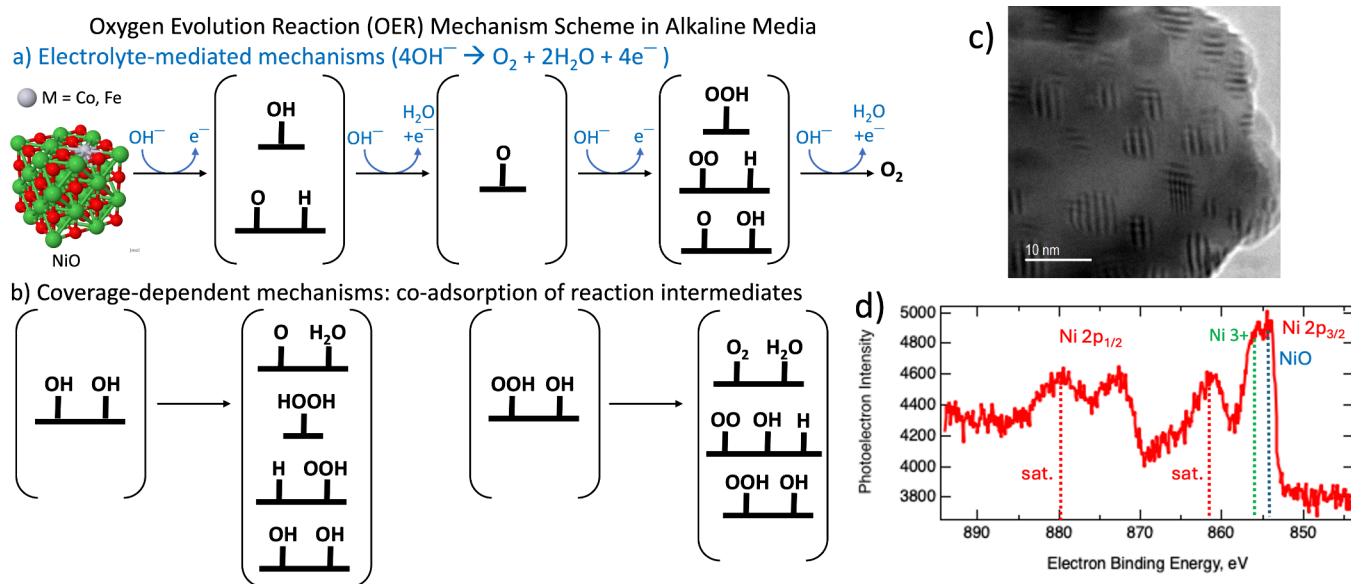 Oxygen Evolution Reaction (OER) Mechanism Scheme in Alkaline Media
a) Electrolyte-mediated mechanisms (4OH⁻ → O₂ + 2H₂O + 4e⁻ )
M = Co, Fe
NiO
OH⁻ e⁻
OH
O H
OH⁻ H₂O
+e⁻
O
OH⁻ e⁻
OOH
OO H
O OH
OH⁻ H₂O
+e⁻
O₂
b) Coverage-dependent mechanisms: co-adsorption of reaction intermediates
OH OH
O H₂O
HOOH
H OOH
OH OH
OOH OH
O₂ H₂O
OO OH H
OOH OH
c)
10 nm
d)
Photoelectron Intensity
5000
4800
4600
4400
4200
4000
3800
Ni 2p₁/₂
Ni 3+
Ni 2p₃/₂
NiO
sat.
sat.
890 880 870 860 850
Electron Binding Energy, eV